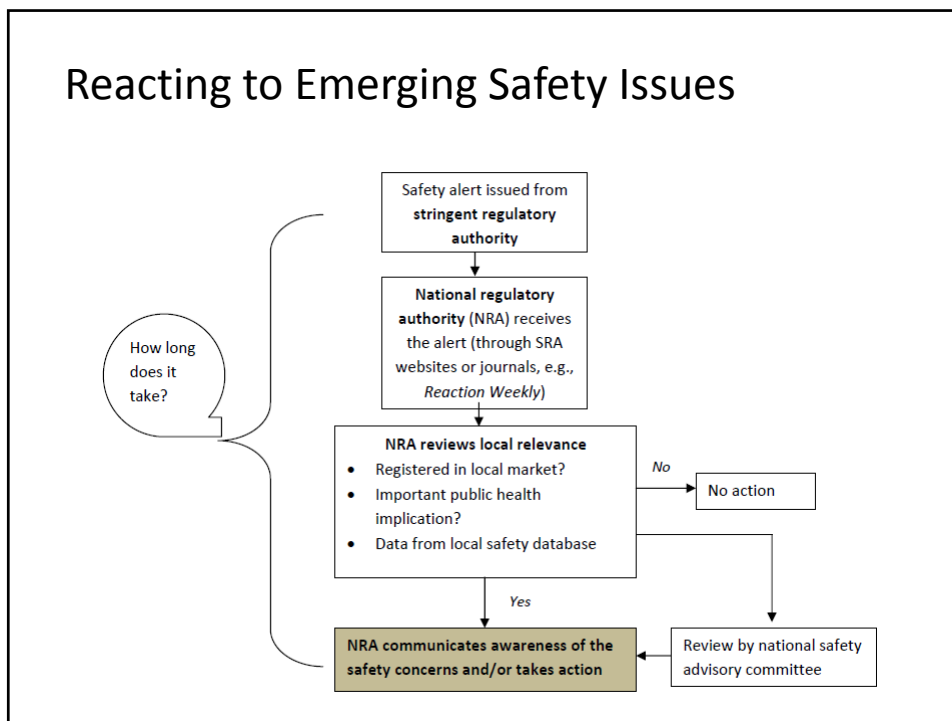 Reacting to Emerging Safety Issues
Safety alert issued from
stringent regulatory
authority
National regulatory
authority (NRA) receives
the alert (through SRA
websites or journals, e.g.,
Reaction Weekly)
How long
does it
take?
NRA reviews local relevance
• Registered in local market?
• Important public health
implication?
• Data from local safety database
No
No action
Yes
NRA communicates awareness of the
safety concerns and/or takes action
Review by national safety
advisory committee